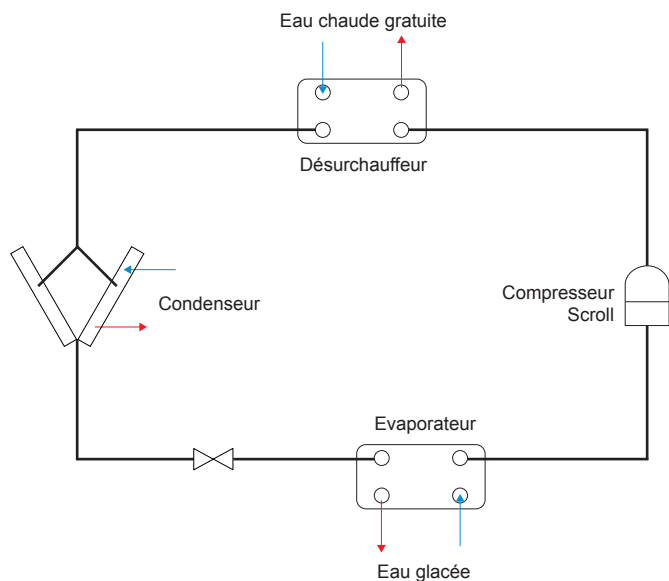 Eau chaude gratuite
Désurchauffeur
Condenseur
Compresseur
Scroll
Evaporateur
Eau glacée